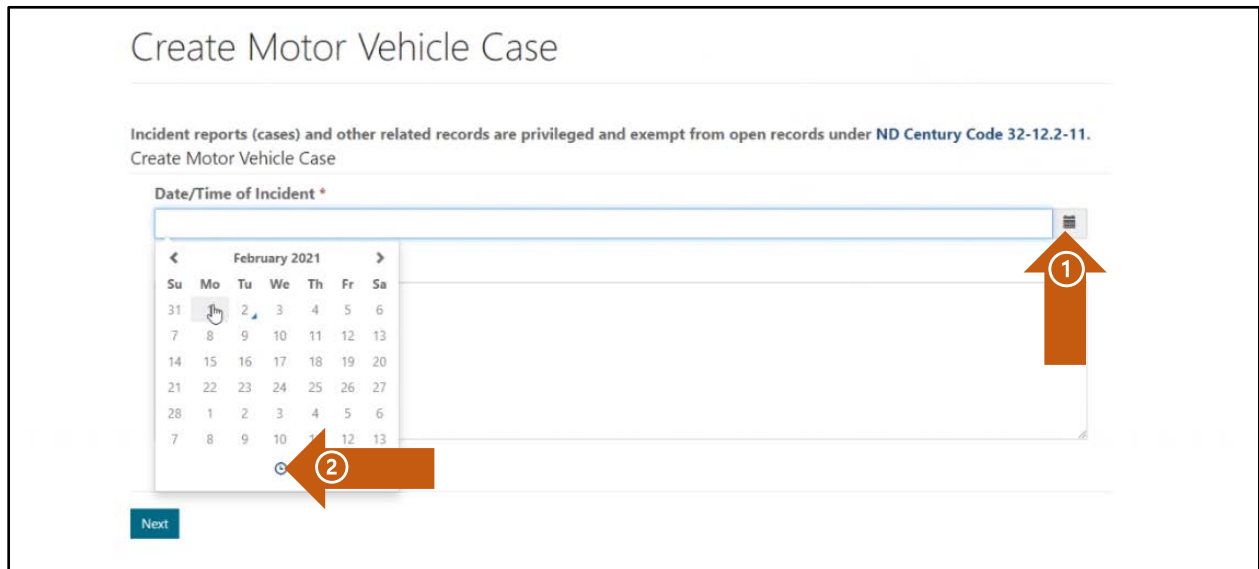 Create Motor Vehicle Case
Incident reports (cases) and other related records are privileged and exempt from open records under ND Century Code 32-12.2-11.
Create Motor Vehicle Case
Date/Time of Incident *
February 2021
Su Mo Tu We Th Fr Sa
31 2 3 4 5 6
7 8 9 10 11 12 13
14 15 16 17 18 19 20
21 22 23 24 25 26 27
28 1 2 3 4 5 6
7 8 9 10 12 13
1
2
Next